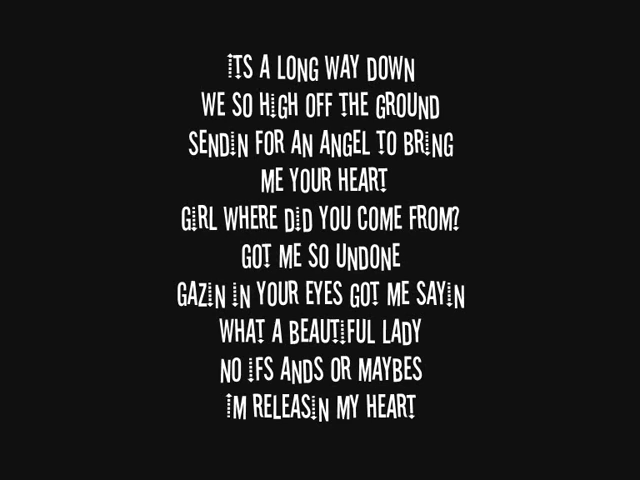 ITS A LONG WAY DOWN
WE SO HIGH OFF THE GROUND
SENDIN FOR AN ANGEL TO BRING
ME YOUR HEART
GIRL WHERE DID YOU COME FROM?
GOT ME SO UNDONE
GAZIN IN YOUR EYES GOT ME SAYIN
WHAT A BEAUTIFUL LADY
NO IFS ANDS OR MAYBES
IM RELEASIN MY HEART